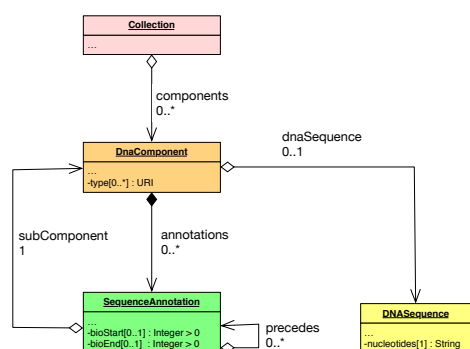 Collection
...
components
0..*
dnaSequence
0..1
DnaComponent
...
-type[0..*] : URI
subComponent
1
annotations
0..*
SequenceAnnotation
...
-bioStart[0..1] : Integer > 0
-bioEnd[0..1] : Integer > 0
precedes
0..*
DNASequence
...
-nucleotides[1] : String